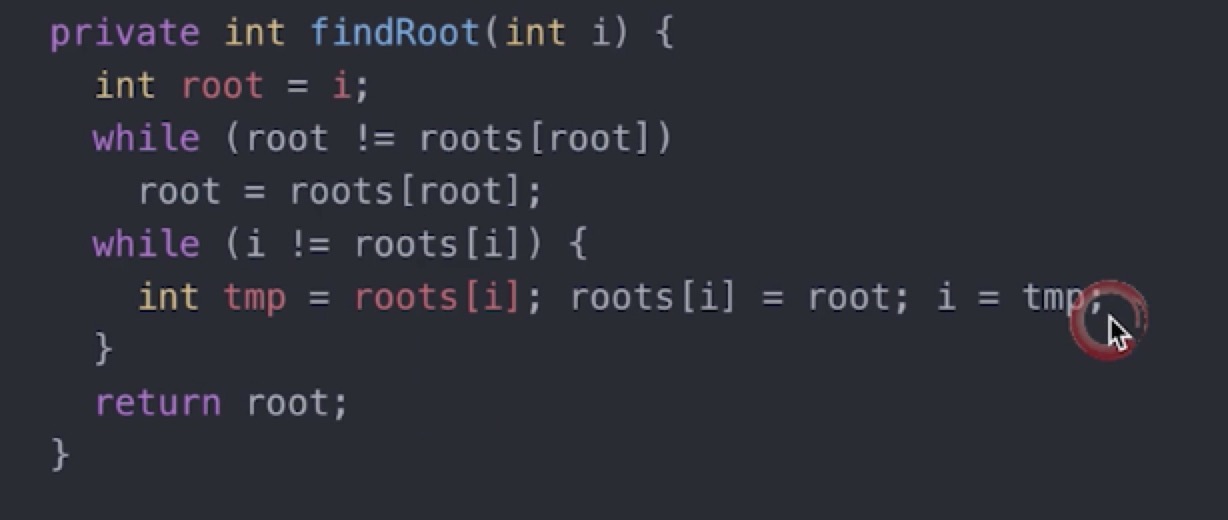 private int findRoot(int i) {
  int root = i;
  while (root != roots[root])
    root = roots[root];
  while (i != roots[i]) {
    int tmp = roots[i]; roots[i] = root; i = tmp;
  }
  return root;
}